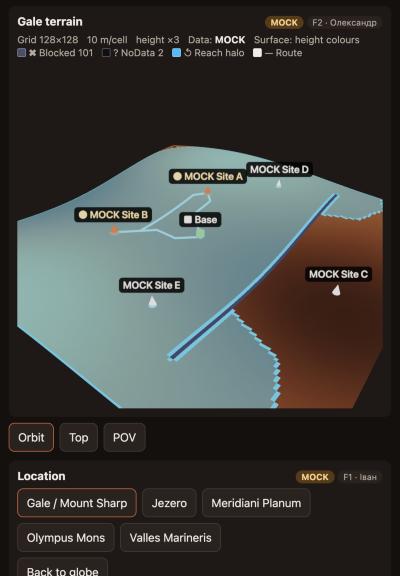 Gale terrain MOCK F2 · Олександр
Grid 128×128 10 m/cell height ×3 Data: MOCK Surface: height colours
✖ Blocked 101 ? NoData 2 ↺ Reach halo — Route
MOCK Site D
MOCK Site A
MOCK Site B
Base
MOCK Site C
MOCK Site E
Orbit Top POV
Location MOCK F1 · Іван
Gale / Mount Sharp Jezero Meridiani Planum
Olympus Mons Valles Marineris
Back to globe